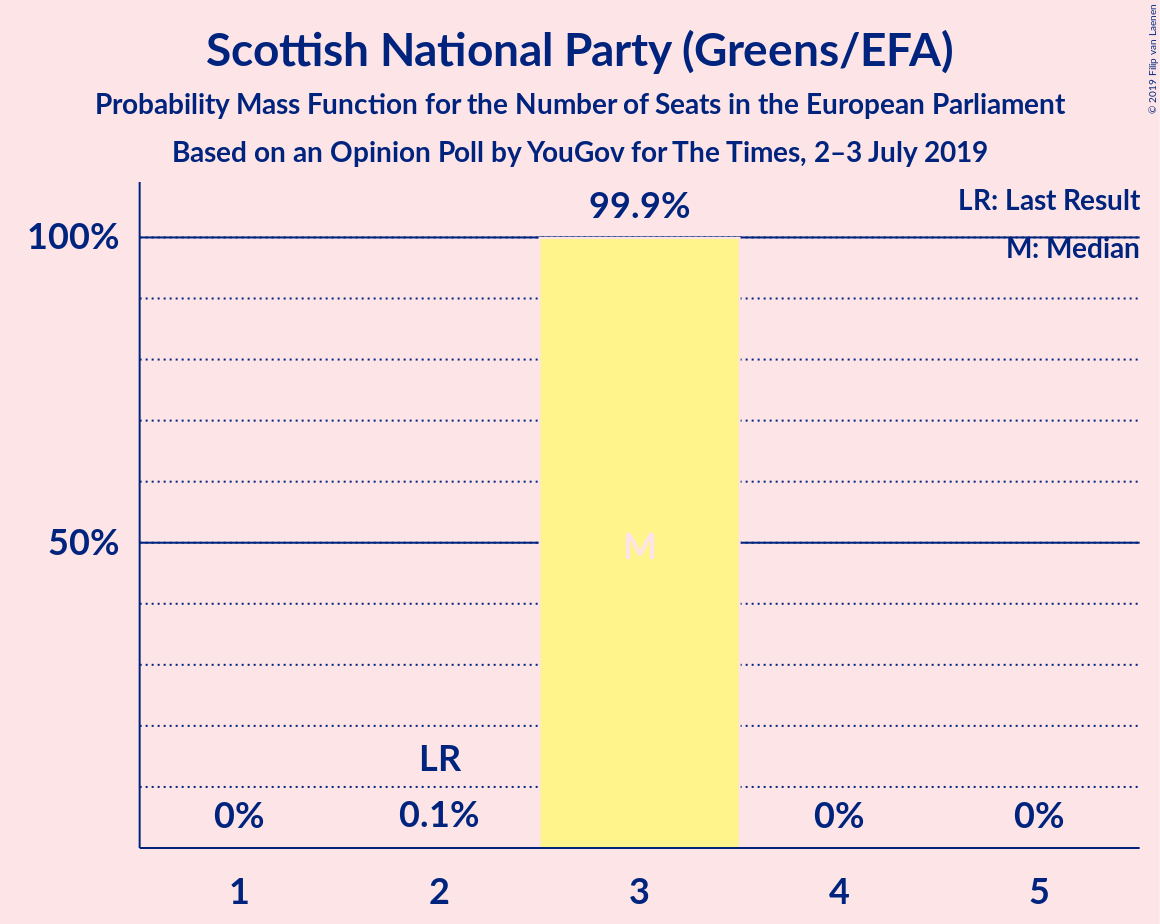 Scottish National Party (Greens/EFA)
Probability Mass Function for the Number of Seats in the European Parliament
Based on an Opinion Poll by YouGov for The Times, 2–3 July 2019
© 2019 Filip van Laenen
LR: Last Result
M: Median
99.9%
100%
50%
M
LR
0%
0.1%
0%
0%
1
2
3
4
5